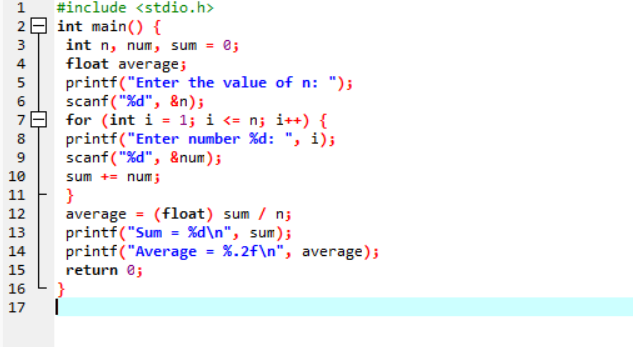 1 #include <stdio.h>
2 int main() {
3 int n, num, sum = 0;
4 float average;
5 printf("Enter the value of n: ");
6 scanf("%d", &n);
7 for (int i = 1; i <= n; i++) {
8 printf("Enter number %d: ", i);
9 scanf("%d", &num);
10 sum += num;
11 }
12 average = (float) sum / n;
13 printf("Sum = %d\n", sum);
14 printf("Average = %.2f\n", average);
15 return 0;
16 }
17